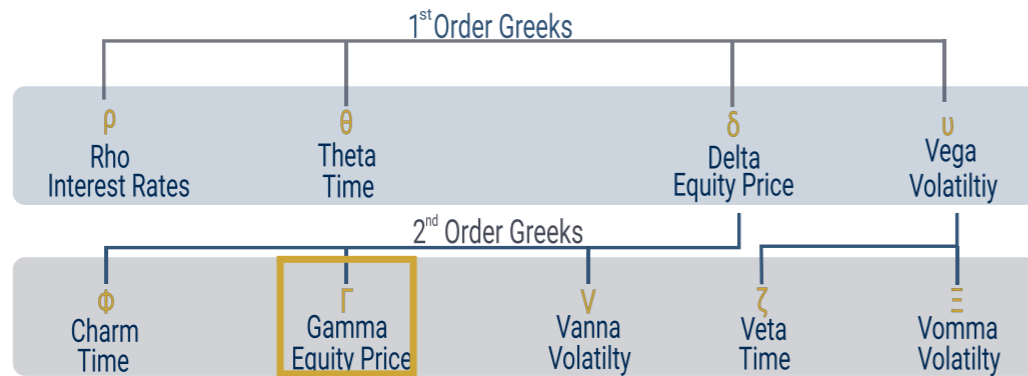 1st Order Greeks
ρ θ δ υ
Rho
Interest Rates
Theta
Time
Delta
Equity Price
Vega
Volatiltiy
2nd Order Greeks
Φ Γ V ζ Ξ
Charm
Time
Gamma
Equity Price
Vanna
Volatilty
Veta
Time
Vomma
Volatilty